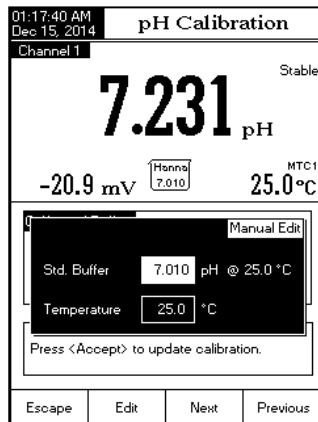 01:17:40 AM
Dec 15, 2014
pH Calibration
Channel 1
Stable
7.231 pH
-20.9 mV
Hanna
7.010
MTC1
25.0°C
Manual Edit
Std. Buffer 7.010 pH @ 25.0 °C
Temperature 25.0 °C
Press <Accept> to update calibration.
Escape Edit Next Previous